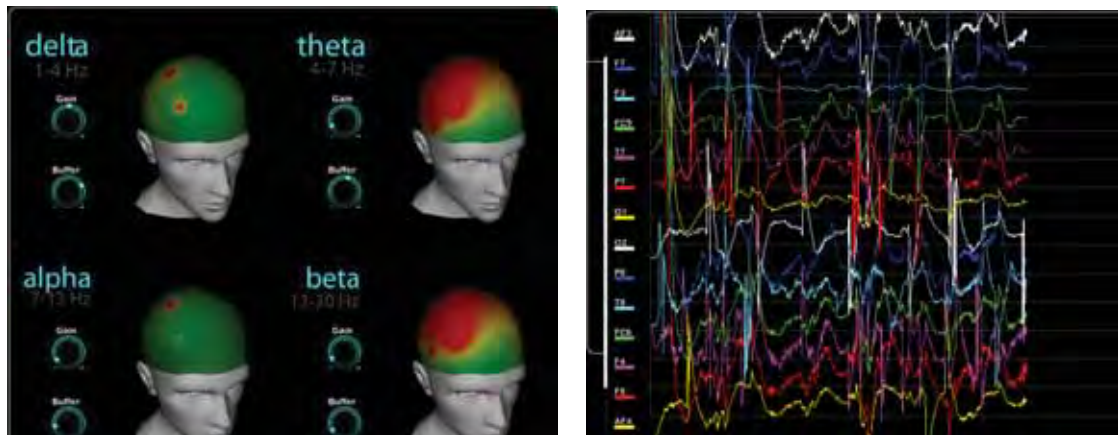 delta
1-4 Hz
Gain
Buffer
theta
4-7 Hz
Gain
Buffer
alpha
7-13 Hz
Gain
Buffer
beta
13-30 Hz
Gain
Buffer
AF3
F7
F3
FC5
T7
P7
O1
O2
P8
T8
FC6
F4
F8
AF4